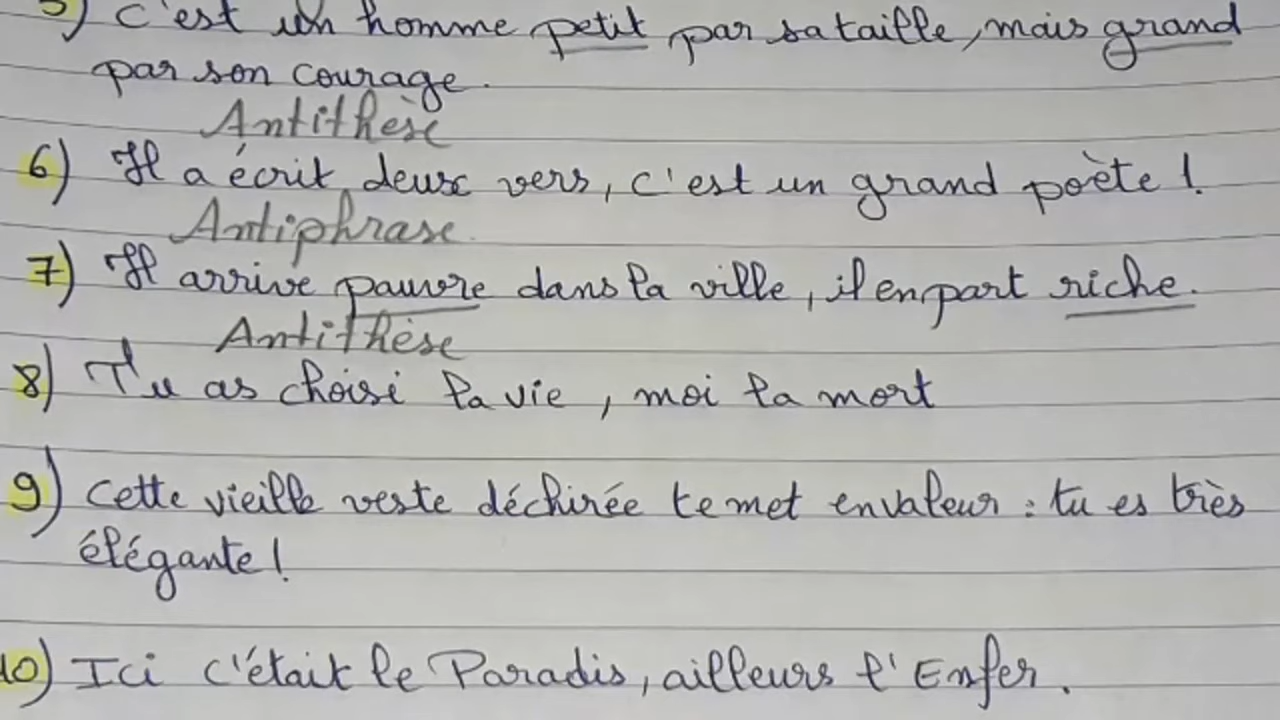 5) C'est un homme petit par sa taille, mais grand
par son courage.
Antithèse
6) Il a écrit deux vers, c'est un grand poète !
Antiphrase.
7) Il arrive pauvre dans la ville, il en part riche.
Antithèse
8) Tu as choisi la vie, moi la mort
9) Cette vieille veste déchirée te met en valeur : tu es très
élégante !
10) Ici c'était le Paradis, ailleurs l'Enfer.